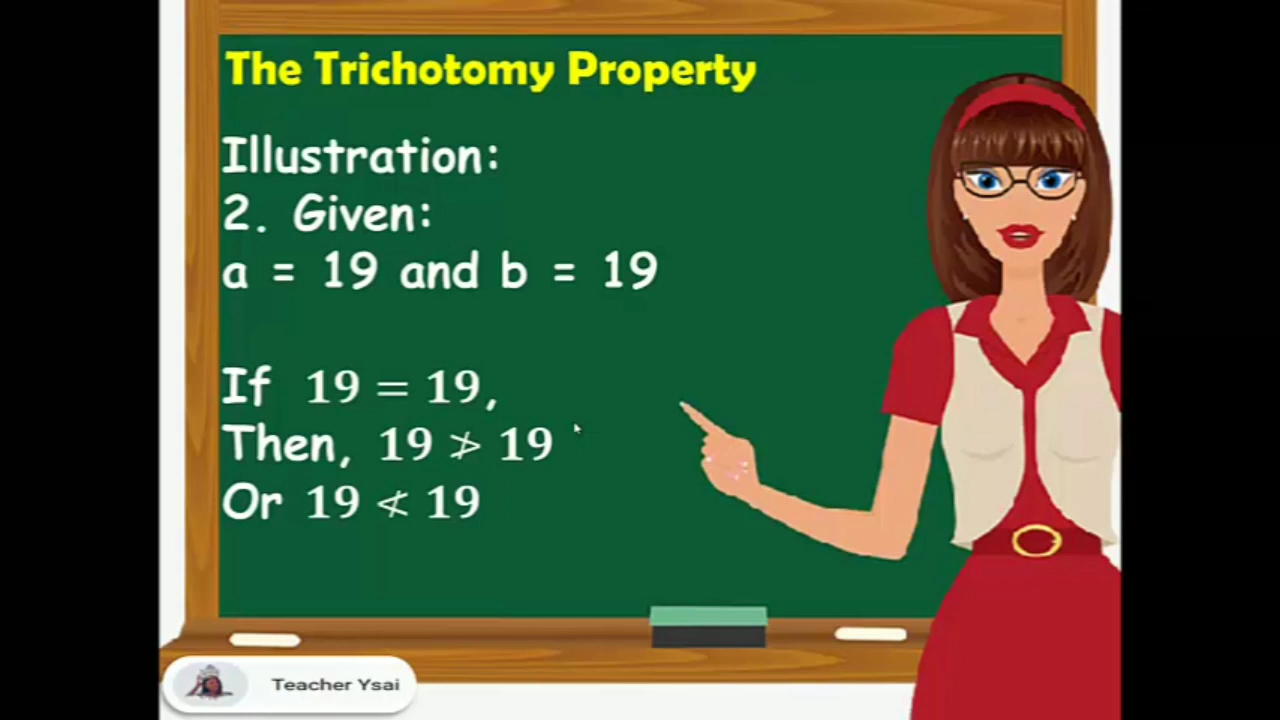 The Trichotomy Property
Illustration:
2. Given:
a = 19 and b = 19
If 19 = 19,
Then, 19 ≯ 19
Or 19 ≮ 19
Teacher Ysai